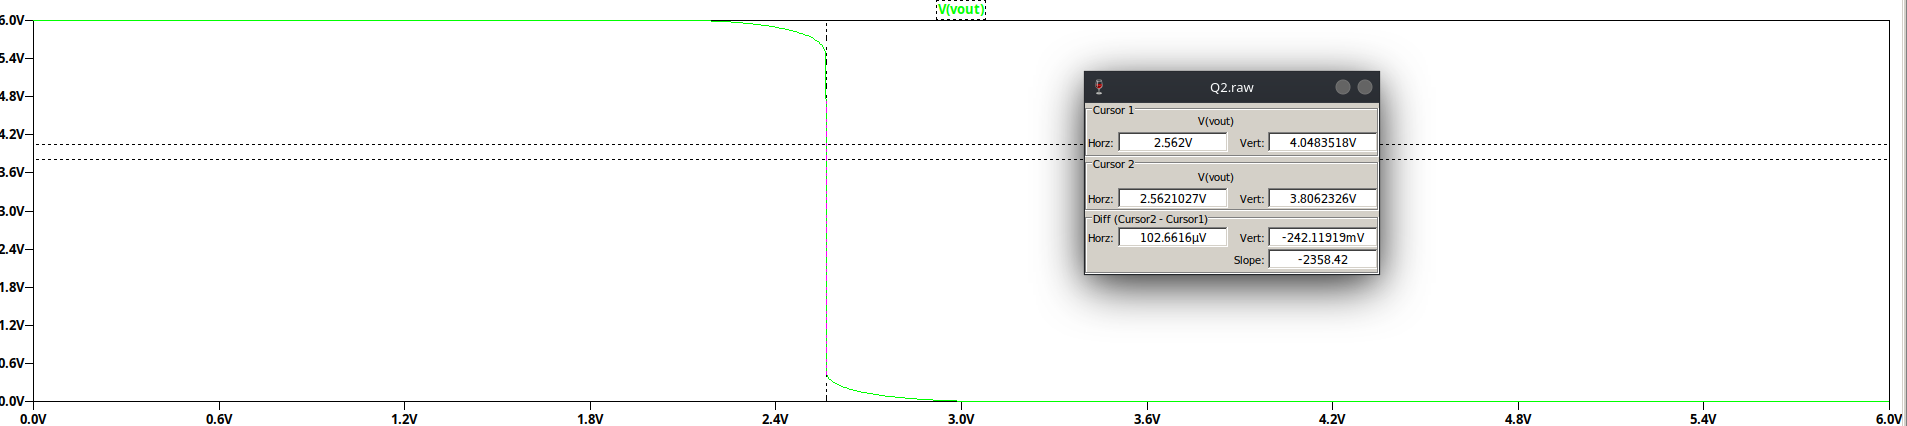 V(vout)
6.0V
5.4V
4.8V
4.2V
3.6V
3.0V
2.4V
1.8V
1.2V
0.6V
0.0V
0.0V 0.6V 1.2V 1.8V 2.4V 3.0V 3.6V 4.2V 4.8V 5.4V 6.0V
Q2.raw
Cursor 1
V(vout)
Horz: 2.562V Vert: 4.0483518V
Cursor 2
V(vout)
Horz: 2.5621027V Vert: 3.8062326V
Diff (Cursor2 - Cursor1)
Horz: 102.6616µV Vert: -242.11919mV
Slope: -2358.42